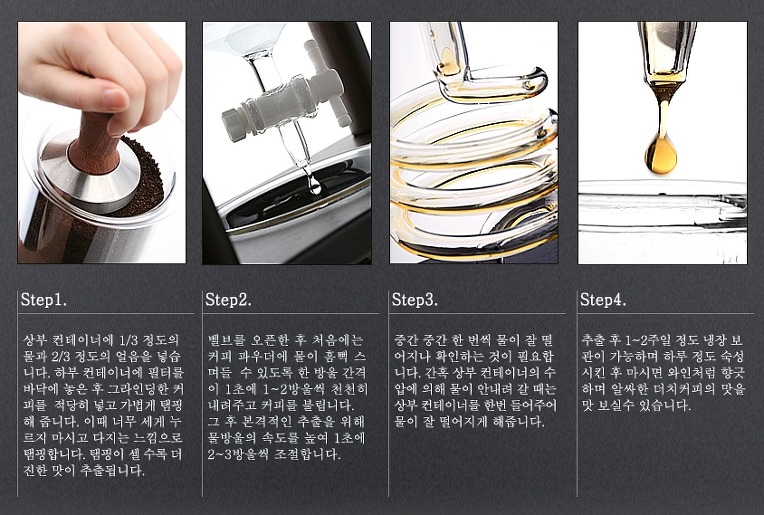 Step1.
상부 컨테이너에 1/3 정도의
물과 2/3 정도의 얼음을 넣습
니다. 하부 컨테이너에 필터를
바닥에 놓은 후 그라인딩한 커
피를 적당히 넣고 가볍게 탬핑
해 줍니다. 이때 너무 세게 누
르지 마시고 다지는 느낌으로
탬핑합니다. 탬핑이 셀 수록 더
진한 맛이 추출됩니다.
Step2.
밸브를 오픈한 후 처음에는
커피 파우더에 물이 흠뻑 스
며들 수 있도록 한 방울 간격
이 1초에 1~2방울씩 천천히
내려주고 커피를 불립니다.
그 후 본격적인 추출을 위해
물방울의 속도를 높여 1초에
2~3방울씩 조절합니다.
Step3.
중간 중간 한 번씩 물이 잘 떨
어지나 확인하는 것이 필요합
니다. 간혹 상부 컨테이너의 수
압에 의해 물이 안내려 갈 때는
상부 컨테이너를 한번 들어주어
물이 잘 떨어지게 해줍니다.
Step4.
추출 후 1~2주일 정도 냉장 보
관이 가능하며 하루 정도 숙성
시킨 후 마시면 와인처럼 향긋
하며 알싸한 더치커피의 맛을
맛 보실수 있습니다.